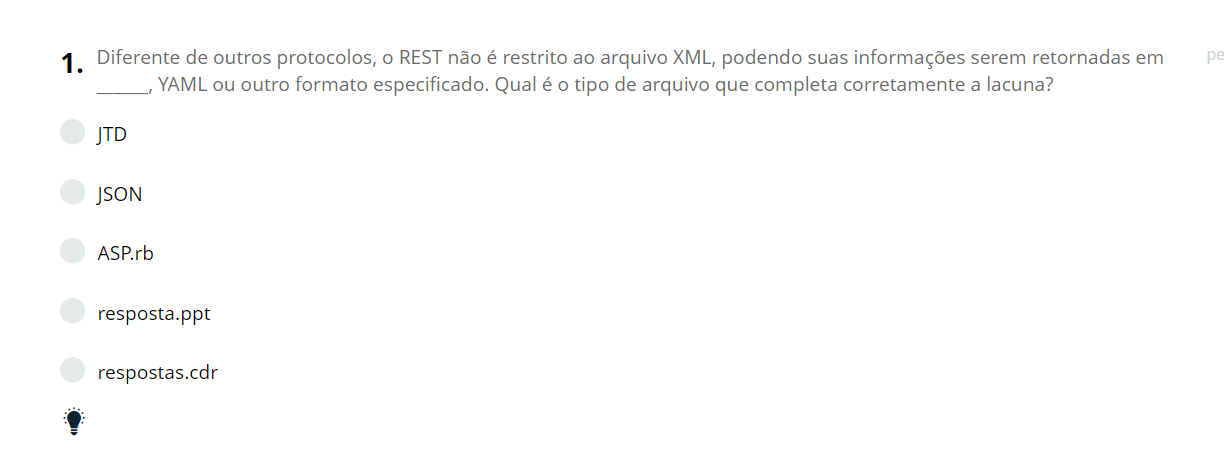 1. Diferente de outros protocolos, o REST não é restrito ao arquivo XML, podendo suas informações serem retornadas em
______, YAML ou outro formato especificado. Qual é o tipo de arquivo que completa corretamente a lacuna?
pe
JTD
JSON
ASP.rb
resposta.ppt
respostas.cdr